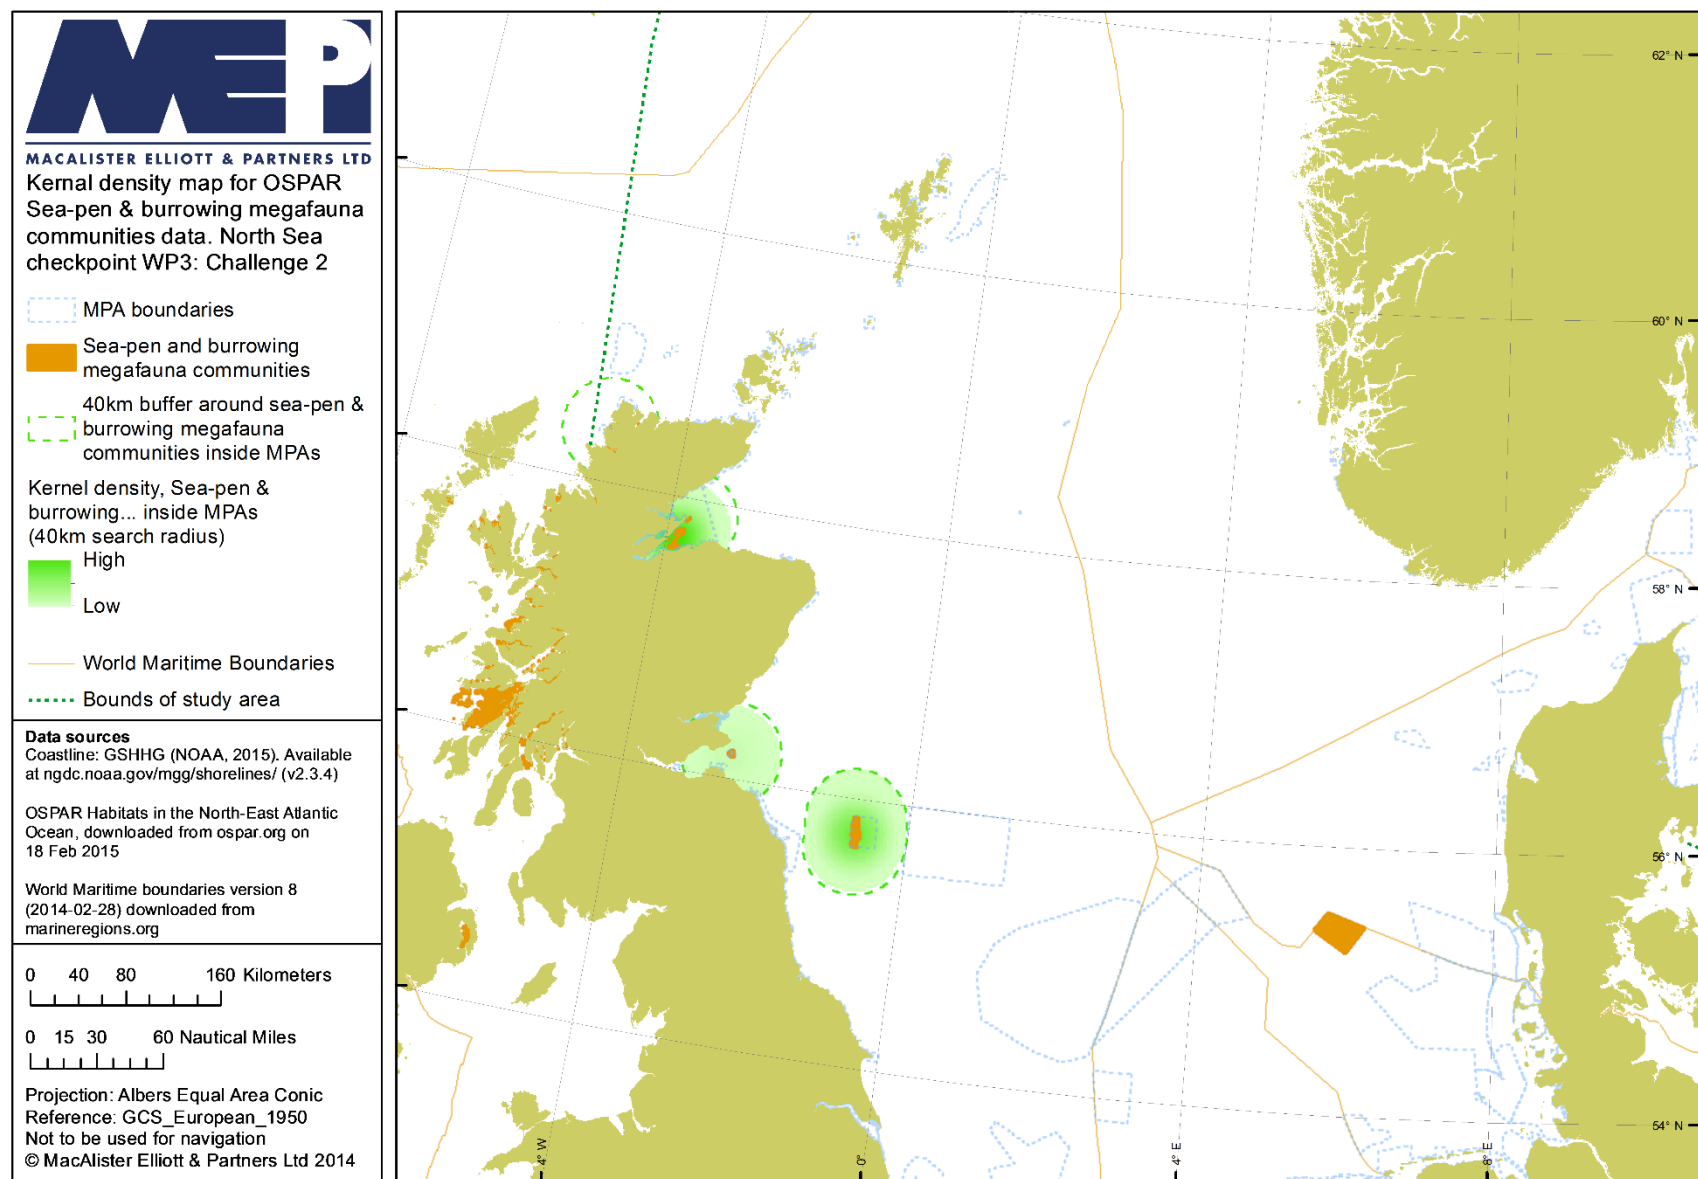 MEP
MACALISTER ELLIOTT & PARTNERS LTD
Kernal density map for OSPAR
Sea-pen & burrowing megafauna
communities data. North Sea
checkpoint WP3: Challenge 2
MPA boundaries
Sea-pen and burrowing
megafauna communities
40km buffer around sea-pen &
burrowing megafauna
communities inside MPAs
Kernel density, Sea-pen &
burrowing... inside MPAs
(40km search radius)
High
Low
World Maritime Boundaries
Bounds of study area
Data sources
Coastline: GSHHG (NOAA, 2015). Available
at ngdc.noaa.gov/mgg/shorelines/ (v2.3.4)
OSPAR Habitats in the North-East Atlantic
Ocean, downloaded from ospar.org on
18 Feb 2015
World Maritime boundaries version 8
(2014-02-28) downloaded from
marineregions.org
0 40 80 160 Kilometers
0 15 30 60 Nautical Miles
Projection: Albers Equal Area Conic
Reference: GCS_European_1950
Not to be used for navigation
© MacAlister Elliott & Partners Ltd 2014
62° N
60° N
58° N
56° N
54° N
4° W
0°
4° E
8° E